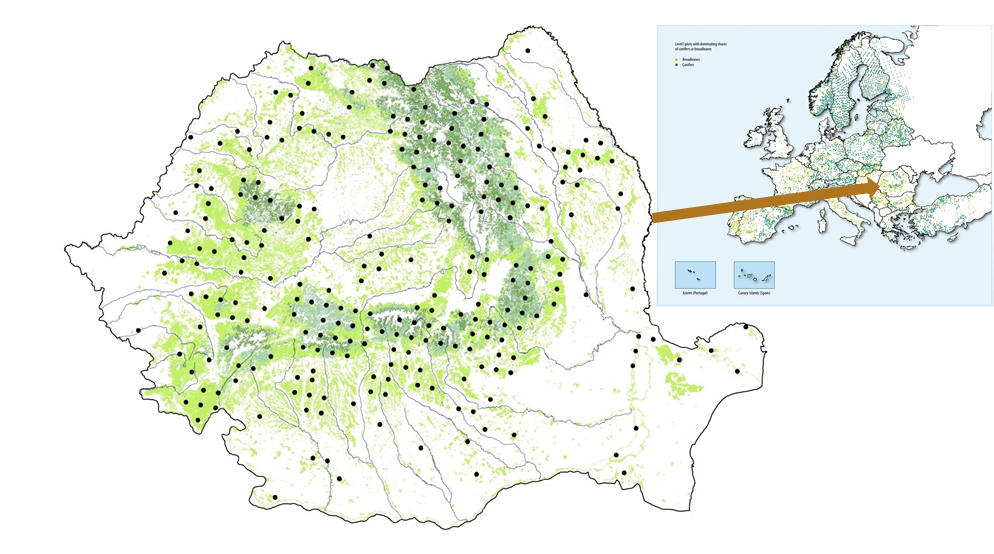 Level I plots with dominating shares
of conifers or broadleaves
Broadleaves
Conifers
Azores (Portugal)
Canary Islands (Spain)